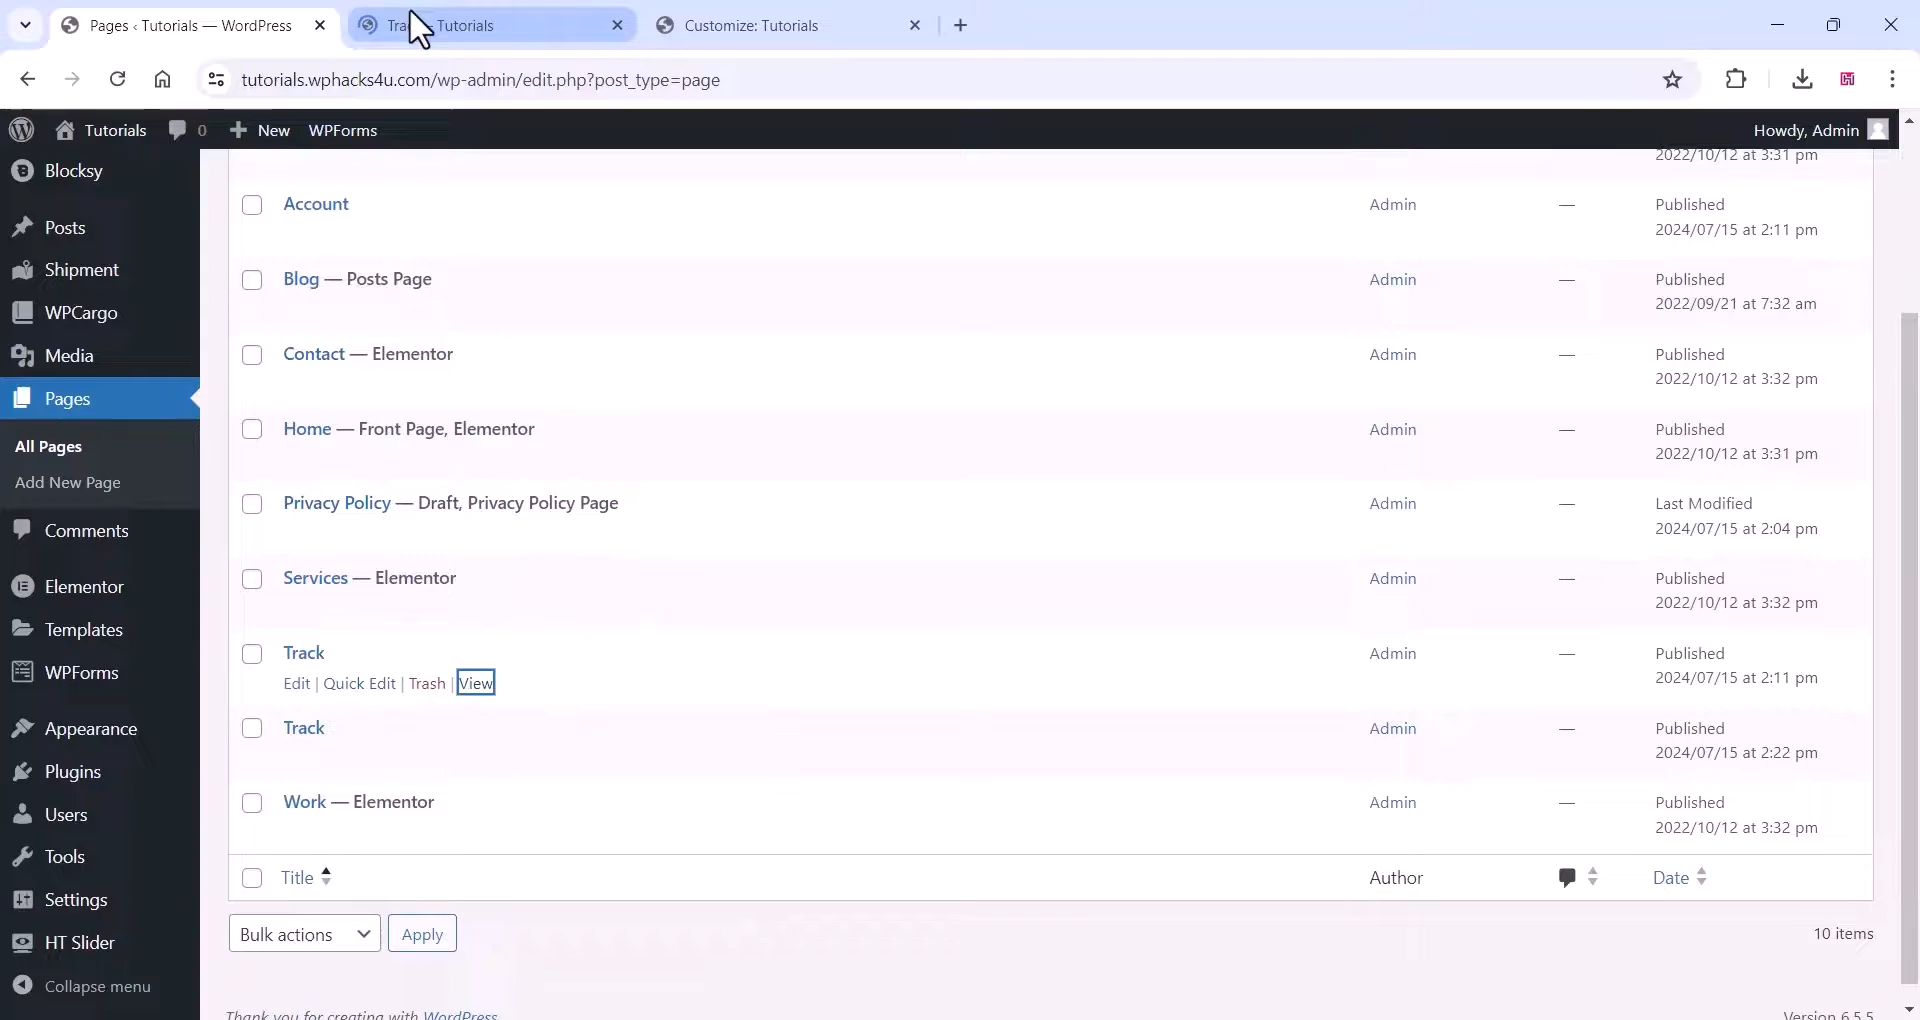 Pages ‹ Tutorials — WordPress
Tutorials
Customize: Tutorials
tutorials.wphacks4u.com/wp-admin/edit.php?post_type=page
Tutorials
0
New
WPForms
Howdy, Admin
2022/10/12 at 3:31 pm
Blocksy
Posts
Shipment
WPCargo
Media
Pages
All Pages
Add New Page
Comments
Elementor
Templates
WPForms
Appearance
Plugins
Users
Tools
Settings
HT Slider
Collapse menu
Account
Admin
—
Published
2024/07/15 at 2:11 pm
Blog — Posts Page
Admin
—
Published
2022/09/21 at 7:32 am
Contact — Elementor
Admin
—
Published
2022/10/12 at 3:32 pm
Home — Front Page, Elementor
Admin
—
Published
2022/10/12 at 3:31 pm
Privacy Policy — Draft, Privacy Policy Page
Admin
—
Last Modified
2024/07/15 at 2:04 pm
Services — Elementor
Admin
—
Published
2022/10/12 at 3:32 pm
Track
Edit | Quick Edit | Trash | View
Admin
—
Published
2024/07/15 at 2:11 pm
Track
Admin
—
Published
2024/07/15 at 2:22 pm
Work — Elementor
Admin
—
Published
2022/10/12 at 3:32 pm
Title
Author
Date
Bulk actions
Apply
10 items
Thank you for creating with WordPress
Version 6.5.5